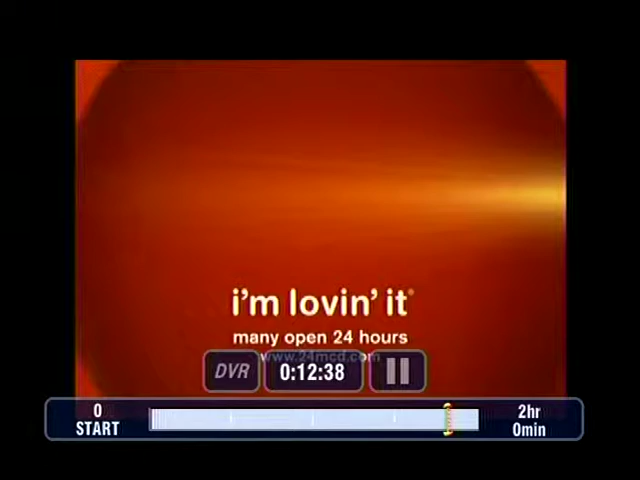 i'm lovin' it®
many open 24 hours
www.24mcd.com
DVR 0:12:38
0 2hr
START 0min